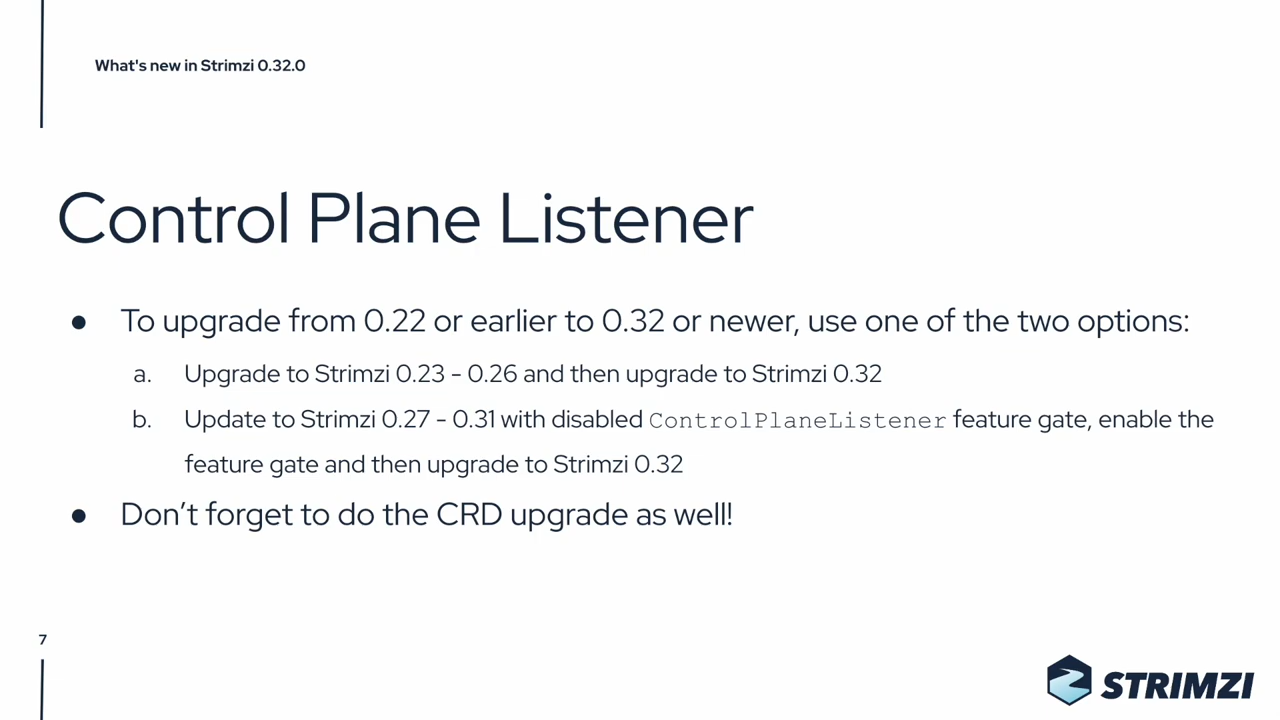 What's new in Strimzi 0.32.0
Control Plane Listener
● To upgrade from 0.22 or earlier to 0.32 or newer, use one of the two options:
a. Upgrade to Strimzi 0.23 - 0.26 and then upgrade to Strimzi 0.32
b. Update to Strimzi 0.27 - 0.31 with disabled ControlPlaneListener feature gate, enable the
feature gate and then upgrade to Strimzi 0.32
● Don’t forget to do the CRD upgrade as well!
7
STRIMZI